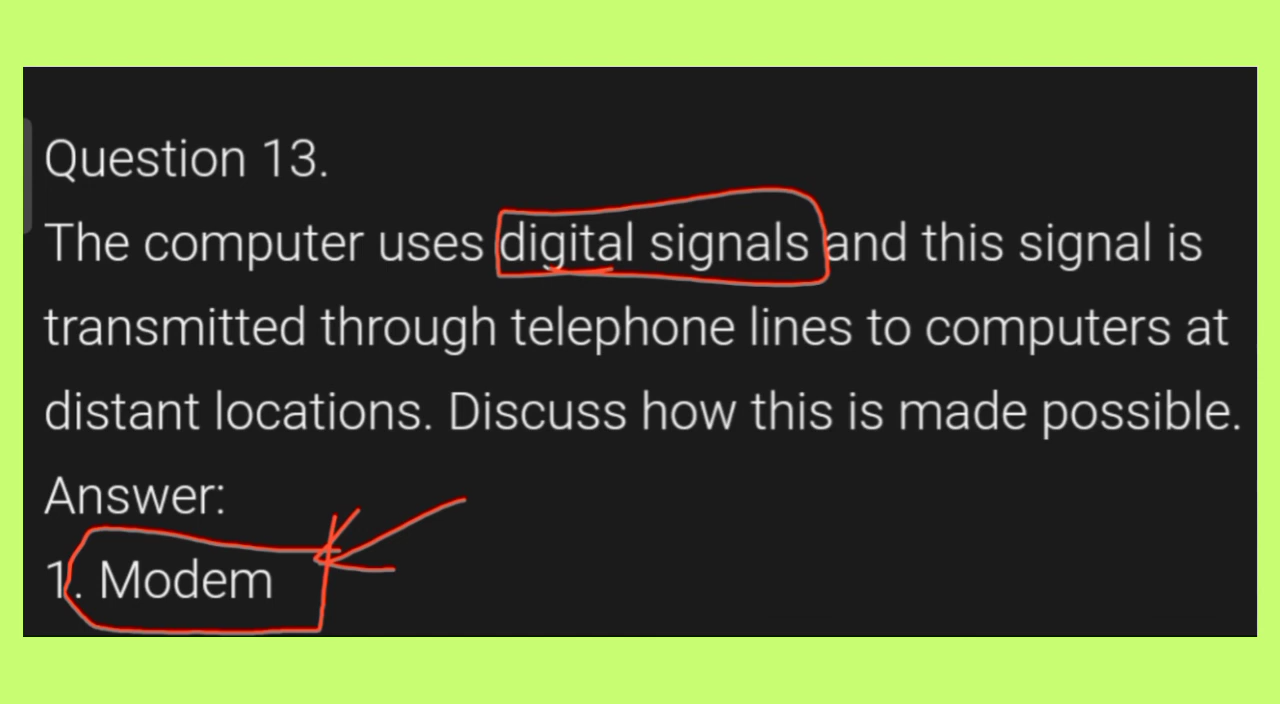 Question 13.
The computer uses digital signals and this signal is
transmitted through telephone lines to computers at
distant locations. Discuss how this is made possible.
Answer:
1. Modem